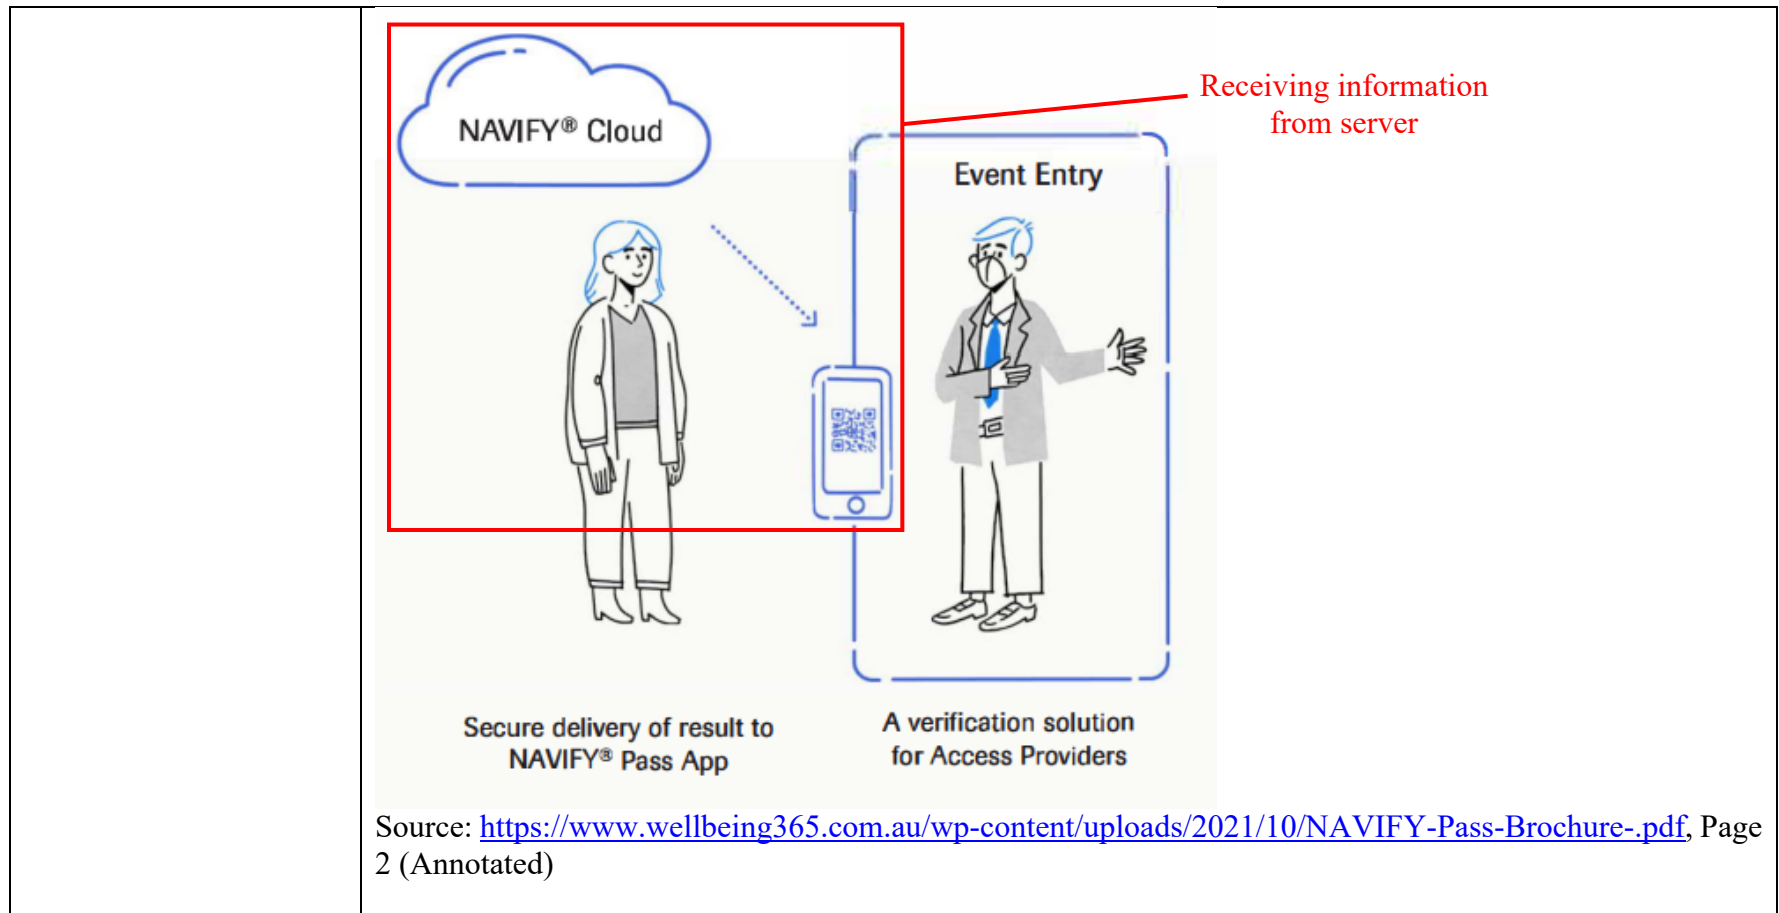 NAVIFY® Cloud
Receiving information
from server
Event Entry
Secure delivery of result to
NAVIFY® Pass App
A verification solution
for Access Providers
Source: https://www.wellbeing365.com.au/wp-content/uploads/2021/10/NAVIFY-Pass-Brochure-.pdf, Page
2 (Annotated)